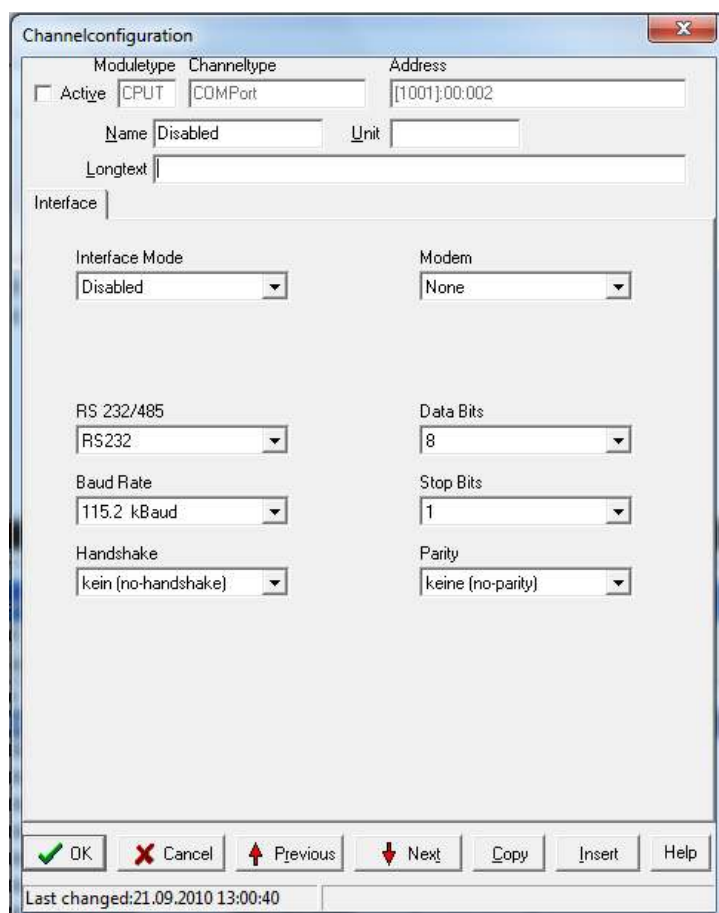 Channelconfiguration
Moduletype Channeltype Address
Active CPUT COMPort [1001]:00:002
Name Disabled Unit
Longtext
Interface
Interface Mode Modem
Disabled None
RS 232/485 Data Bits
RS232 8
Baud Rate Stop Bits
115.2 kBaud 1
Handshake Parity
kein (no-handshake) keine (no-parity)
OK Cancel Previous Next Copy Insert Help
Last changed:21.09.2010 13:00:40